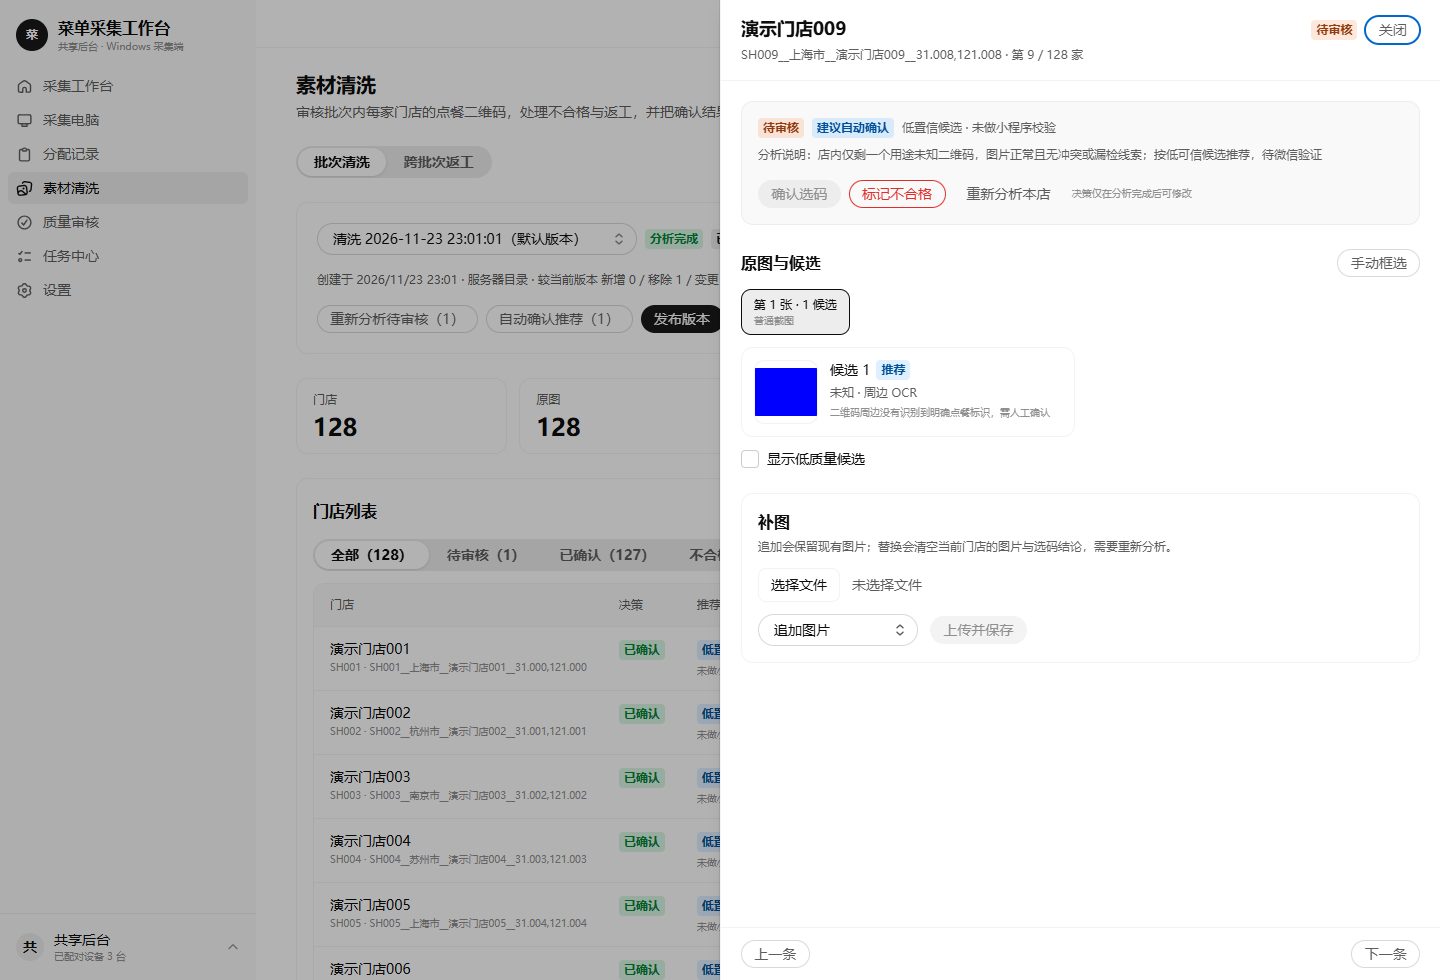 菜
菜单采集工作台
共享后台 · Windows 采集端
采集工作台
采集电脑
分配记录
素材清洗
质量审核
任务中心
设置
共
共享后台
已配对设备 3 台
素材清洗
审核批次内每家门店的点餐二维码，处理不合格与返工，并把确认结
批次清洗
跨批次返工
清洗 2026-11-23 23:01:01（默认版本）
分析完成
创建于 2026/11/23 23:01 · 服务器目录 · 较当前版本 新增 0 / 移除 1 / 变更
重新分析待审核（1）
自动确认推荐（1）
发布版本
门店
128
原图
128
门店列表
全部（128）
待审核（1）
已确认（127）
不合
门店
决策
推荐
演示门店001
SH001 · SH001__上海市__演示门店001__31.000,121.000
已确认
低
未做
演示门店002
SH002 · SH002__杭州市__演示门店002__31.001,121.001
已确认
低
未做
演示门店003
SH003 · SH003__南京市__演示门店003__31.002,121.002
已确认
低
未做
演示门店004
SH004 · SH004__苏州市__演示门店004__31.003,121.003
已确认
低
未做
演示门店005
SH005 · SH005__上海市__演示门店005__31.004,121.004
已确认
低
未做
演示门店006
已确认
低
演示门店009
SH009__上海市__演示门店009__31.008,121.008 · 第 9 / 128 家
待审核
关闭
待审核
建议自动确认
低置信候选 · 未做小程序校验
分析说明：店内仅剩一个用途未知二维码，图片正常且无冲突或漏检线索；按低可信候选推荐，待微信验证
确认选码
标记不合格
重新分析本店
决策仅在分析完成后可修改
原图与候选
手动框选
第 1 张 · 1 候选
普通截图
候选 1
推荐
未知 · 周边 OCR
二维码周边没有识别到明确点餐标识，需人工确认
显示低质量候选
补图
追加会保留现有图片；替换会清空当前门店的图片与选码结论，需要重新分析。
选择文件
未选择文件
追加图片
上传并保存
上一条
下一条